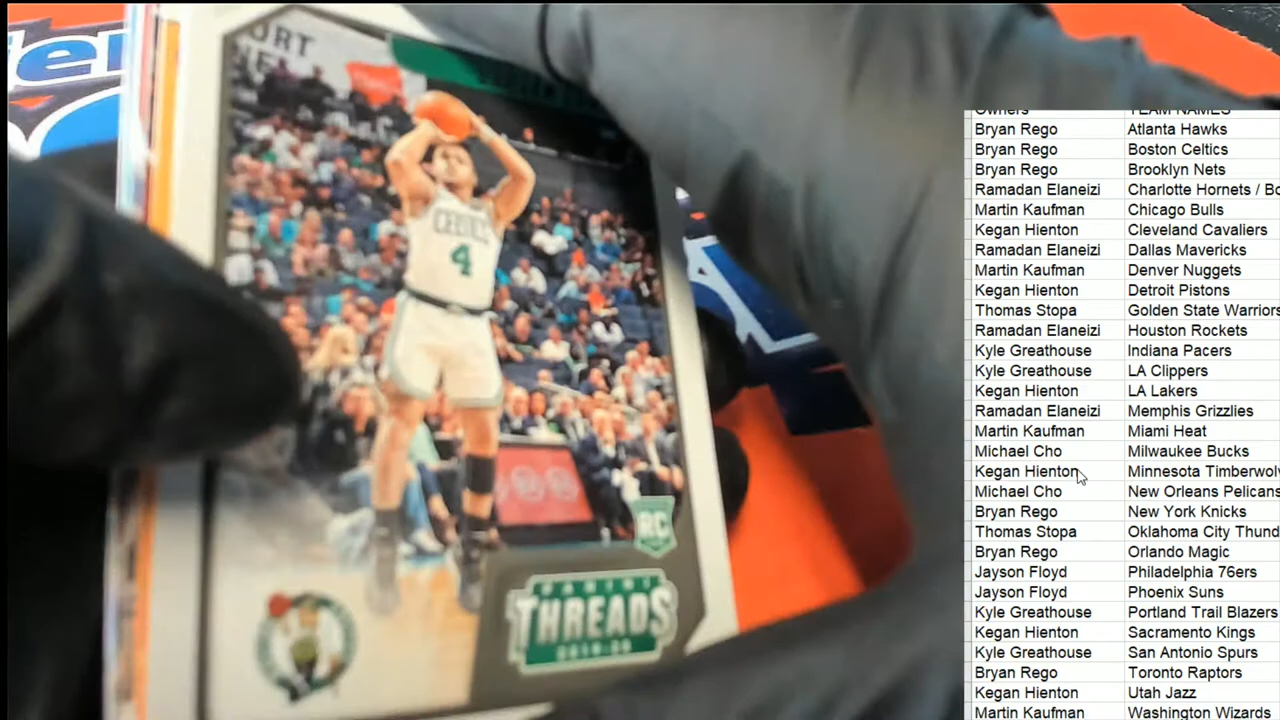 ORT
CELTIC
4
RC
PANINI
THREADS
2019-20
Owners TEAM NAMES
Bryan Rego Atlanta Hawks
Bryan Rego Boston Celtics
Bryan Rego Brooklyn Nets
Ramadan Elaneizi Charlotte Hornets / Bo
Martin Kaufman Chicago Bulls
Kegan Hienton Cleveland Cavaliers
Ramadan Elaneizi Dallas Mavericks
Martin Kaufman Denver Nuggets
Kegan Hienton Detroit Pistons
Thomas Stopa Golden State Warriors
Ramadan Elaneizi Houston Rockets
Kyle Greathouse Indiana Pacers
Kyle Greathouse LA Clippers
Kegan Hienton LA Lakers
Ramadan Elaneizi Memphis Grizzlies
Martin Kaufman Miami Heat
Michael Cho Milwaukee Bucks
Kegan Hienton Minnesota Timberwolv
Michael Cho New Orleans Pelicans
Bryan Rego New York Knicks
Thomas Stopa Oklahoma City Thund
Bryan Rego Orlando Magic
Jayson Floyd Philadelphia 76ers
Jayson Floyd Phoenix Suns
Kyle Greathouse Portland Trail Blazers
Kegan Hienton Sacramento Kings
Kyle Greathouse San Antonio Spurs
Bryan Rego Toronto Raptors
Kegan Hienton Utah Jazz
Martin Kaufman Washington Wizards